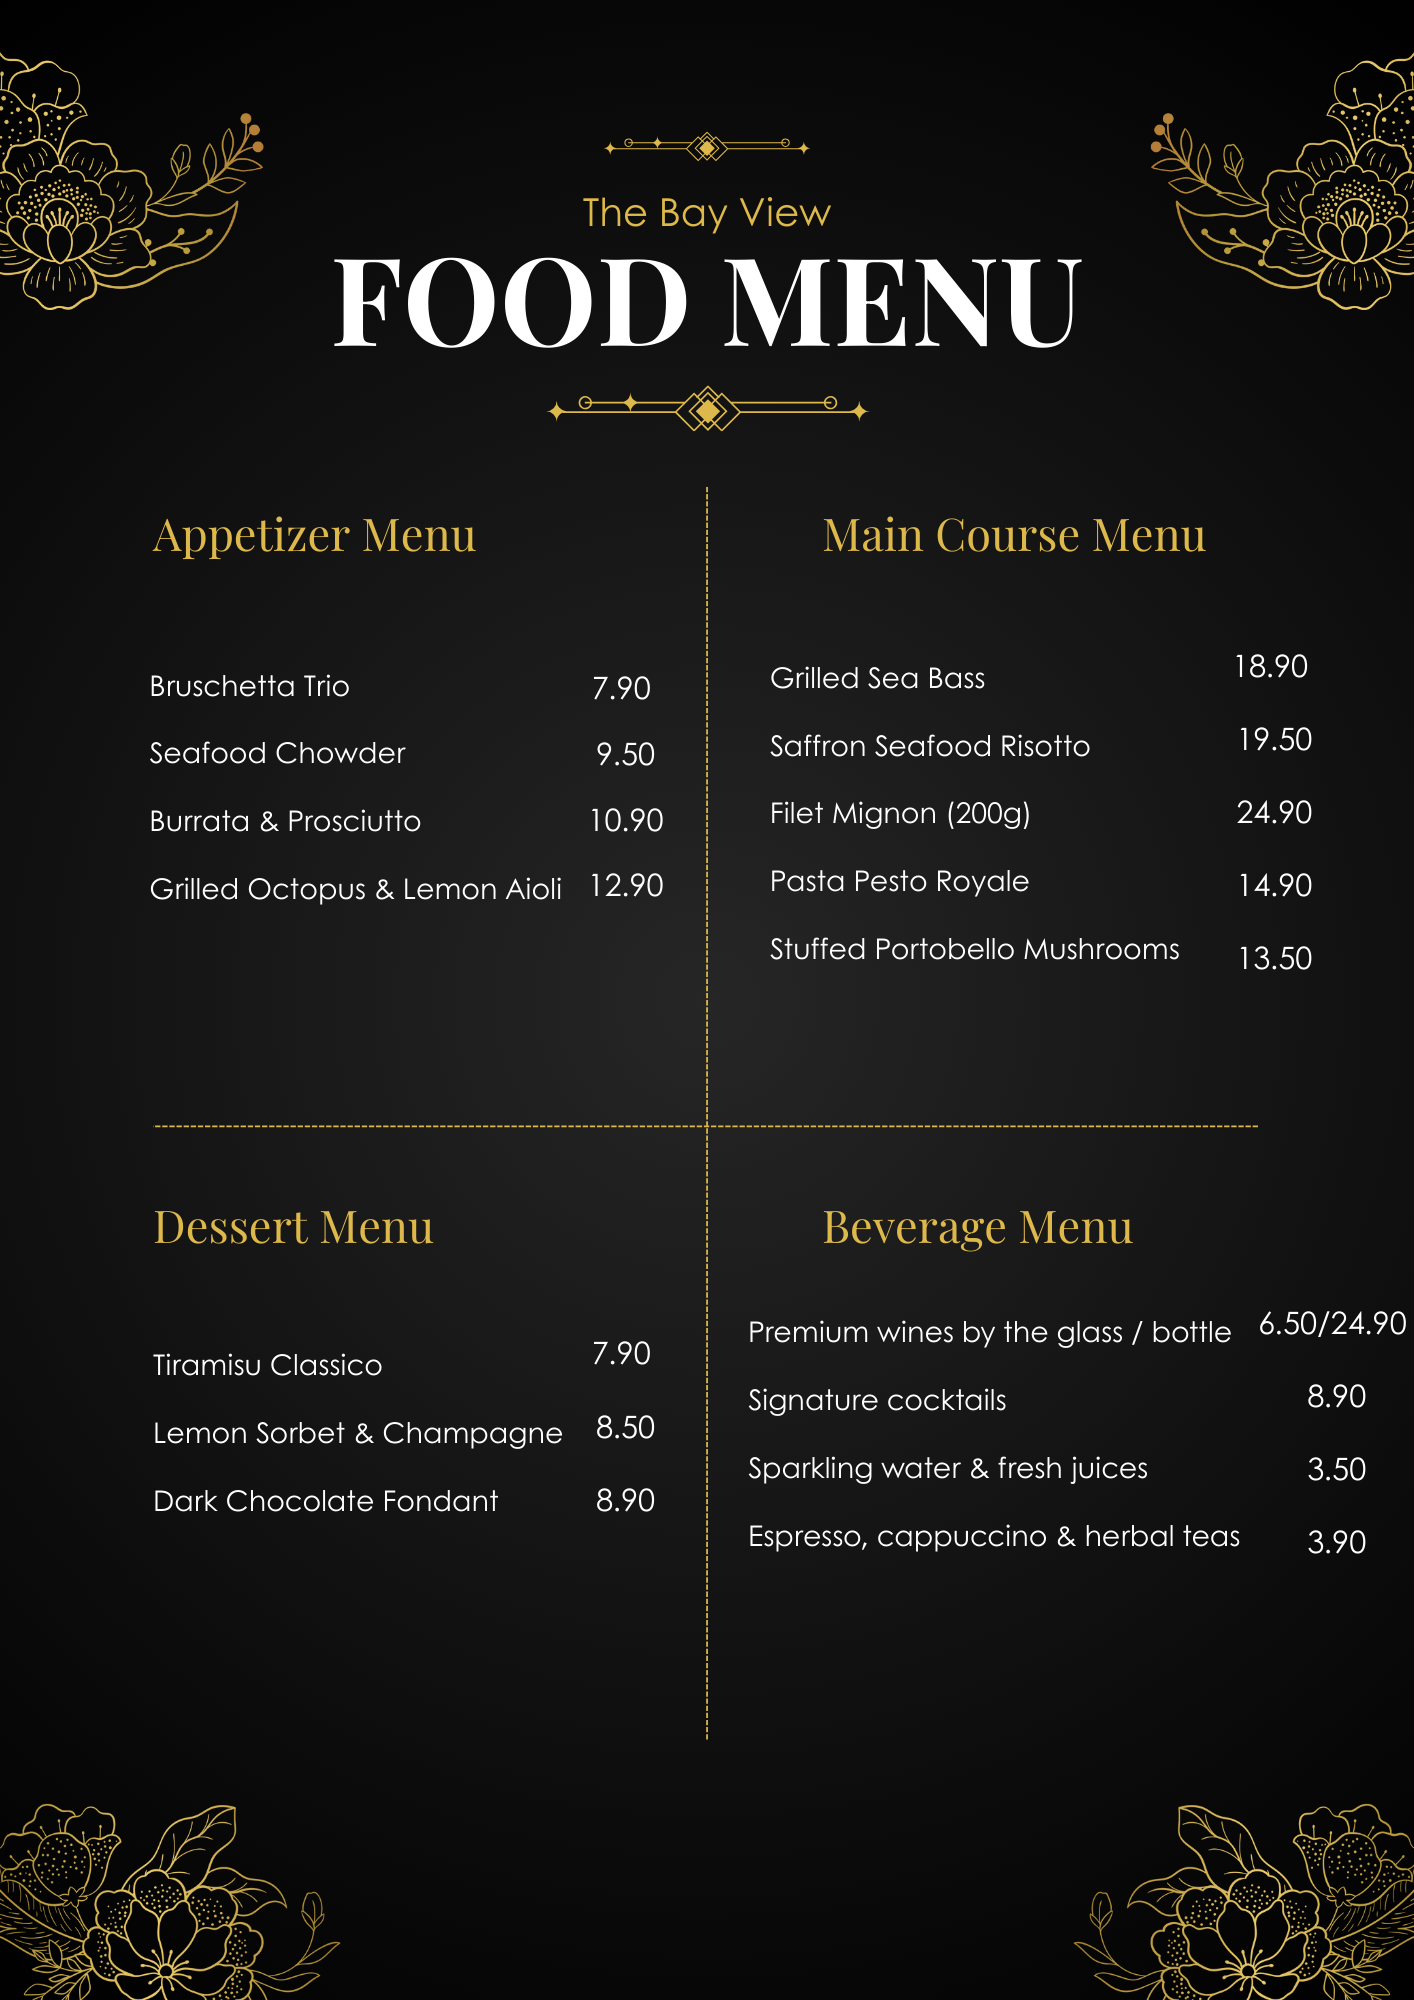 The Bay View
FOOD MENU
Appetizer Menu
Bruschetta Trio 7.90
Seafood Chowder 9.50
Burrata & Prosciutto 10.90
Grilled Octopus & Lemon Aioli 12.90
Main Course Menu
Grilled Sea Bass 18.90
Saffron Seafood Risotto 19.50
Filet Mignon (200g) 24.90
Pasta Pesto Royale 14.90
Stuffed Portobello Mushrooms 13.50
Dessert Menu
Tiramisu Classico 7.90
Lemon Sorbet & Champagne 8.50
Dark Chocolate Fondant 8.90
Beverage Menu
Premium wines by the glass / bottle 6.50/24.90
Signature cocktails 8.90
Sparkling water & fresh juices 3.50
Espresso, cappuccino & herbal teas 3.90